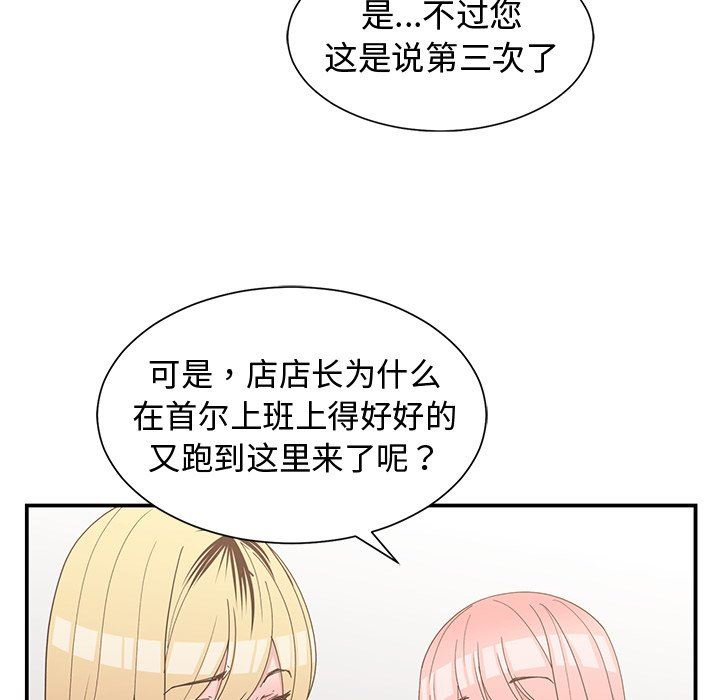 是...不过您
这是说第三次了
可是，店店长为什么
在首尔上班上得好好的
又跑到这里来了呢？